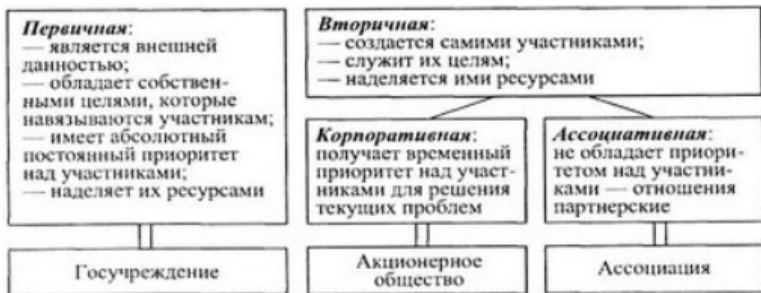 Первичная:
— является внешней
данностью;
— обладает собствен-
ными целями, которые
навязываются участникам;
— имеет абсолютный
постоянный приоритет
над участниками;
— наделяет их ресурсами
Вторичная:
— создается самими участниками;
— служит их целям;
— наделяется ими ресурсами
Корпоративная:
получает временный
приоритет над участ-
никами для решения
текущих проблем
Ассоциативная:
не обладает приори-
тетом над участни-
ками — отношения
партнерские
Госучреждение
Акционерное
общество
Ассоциация